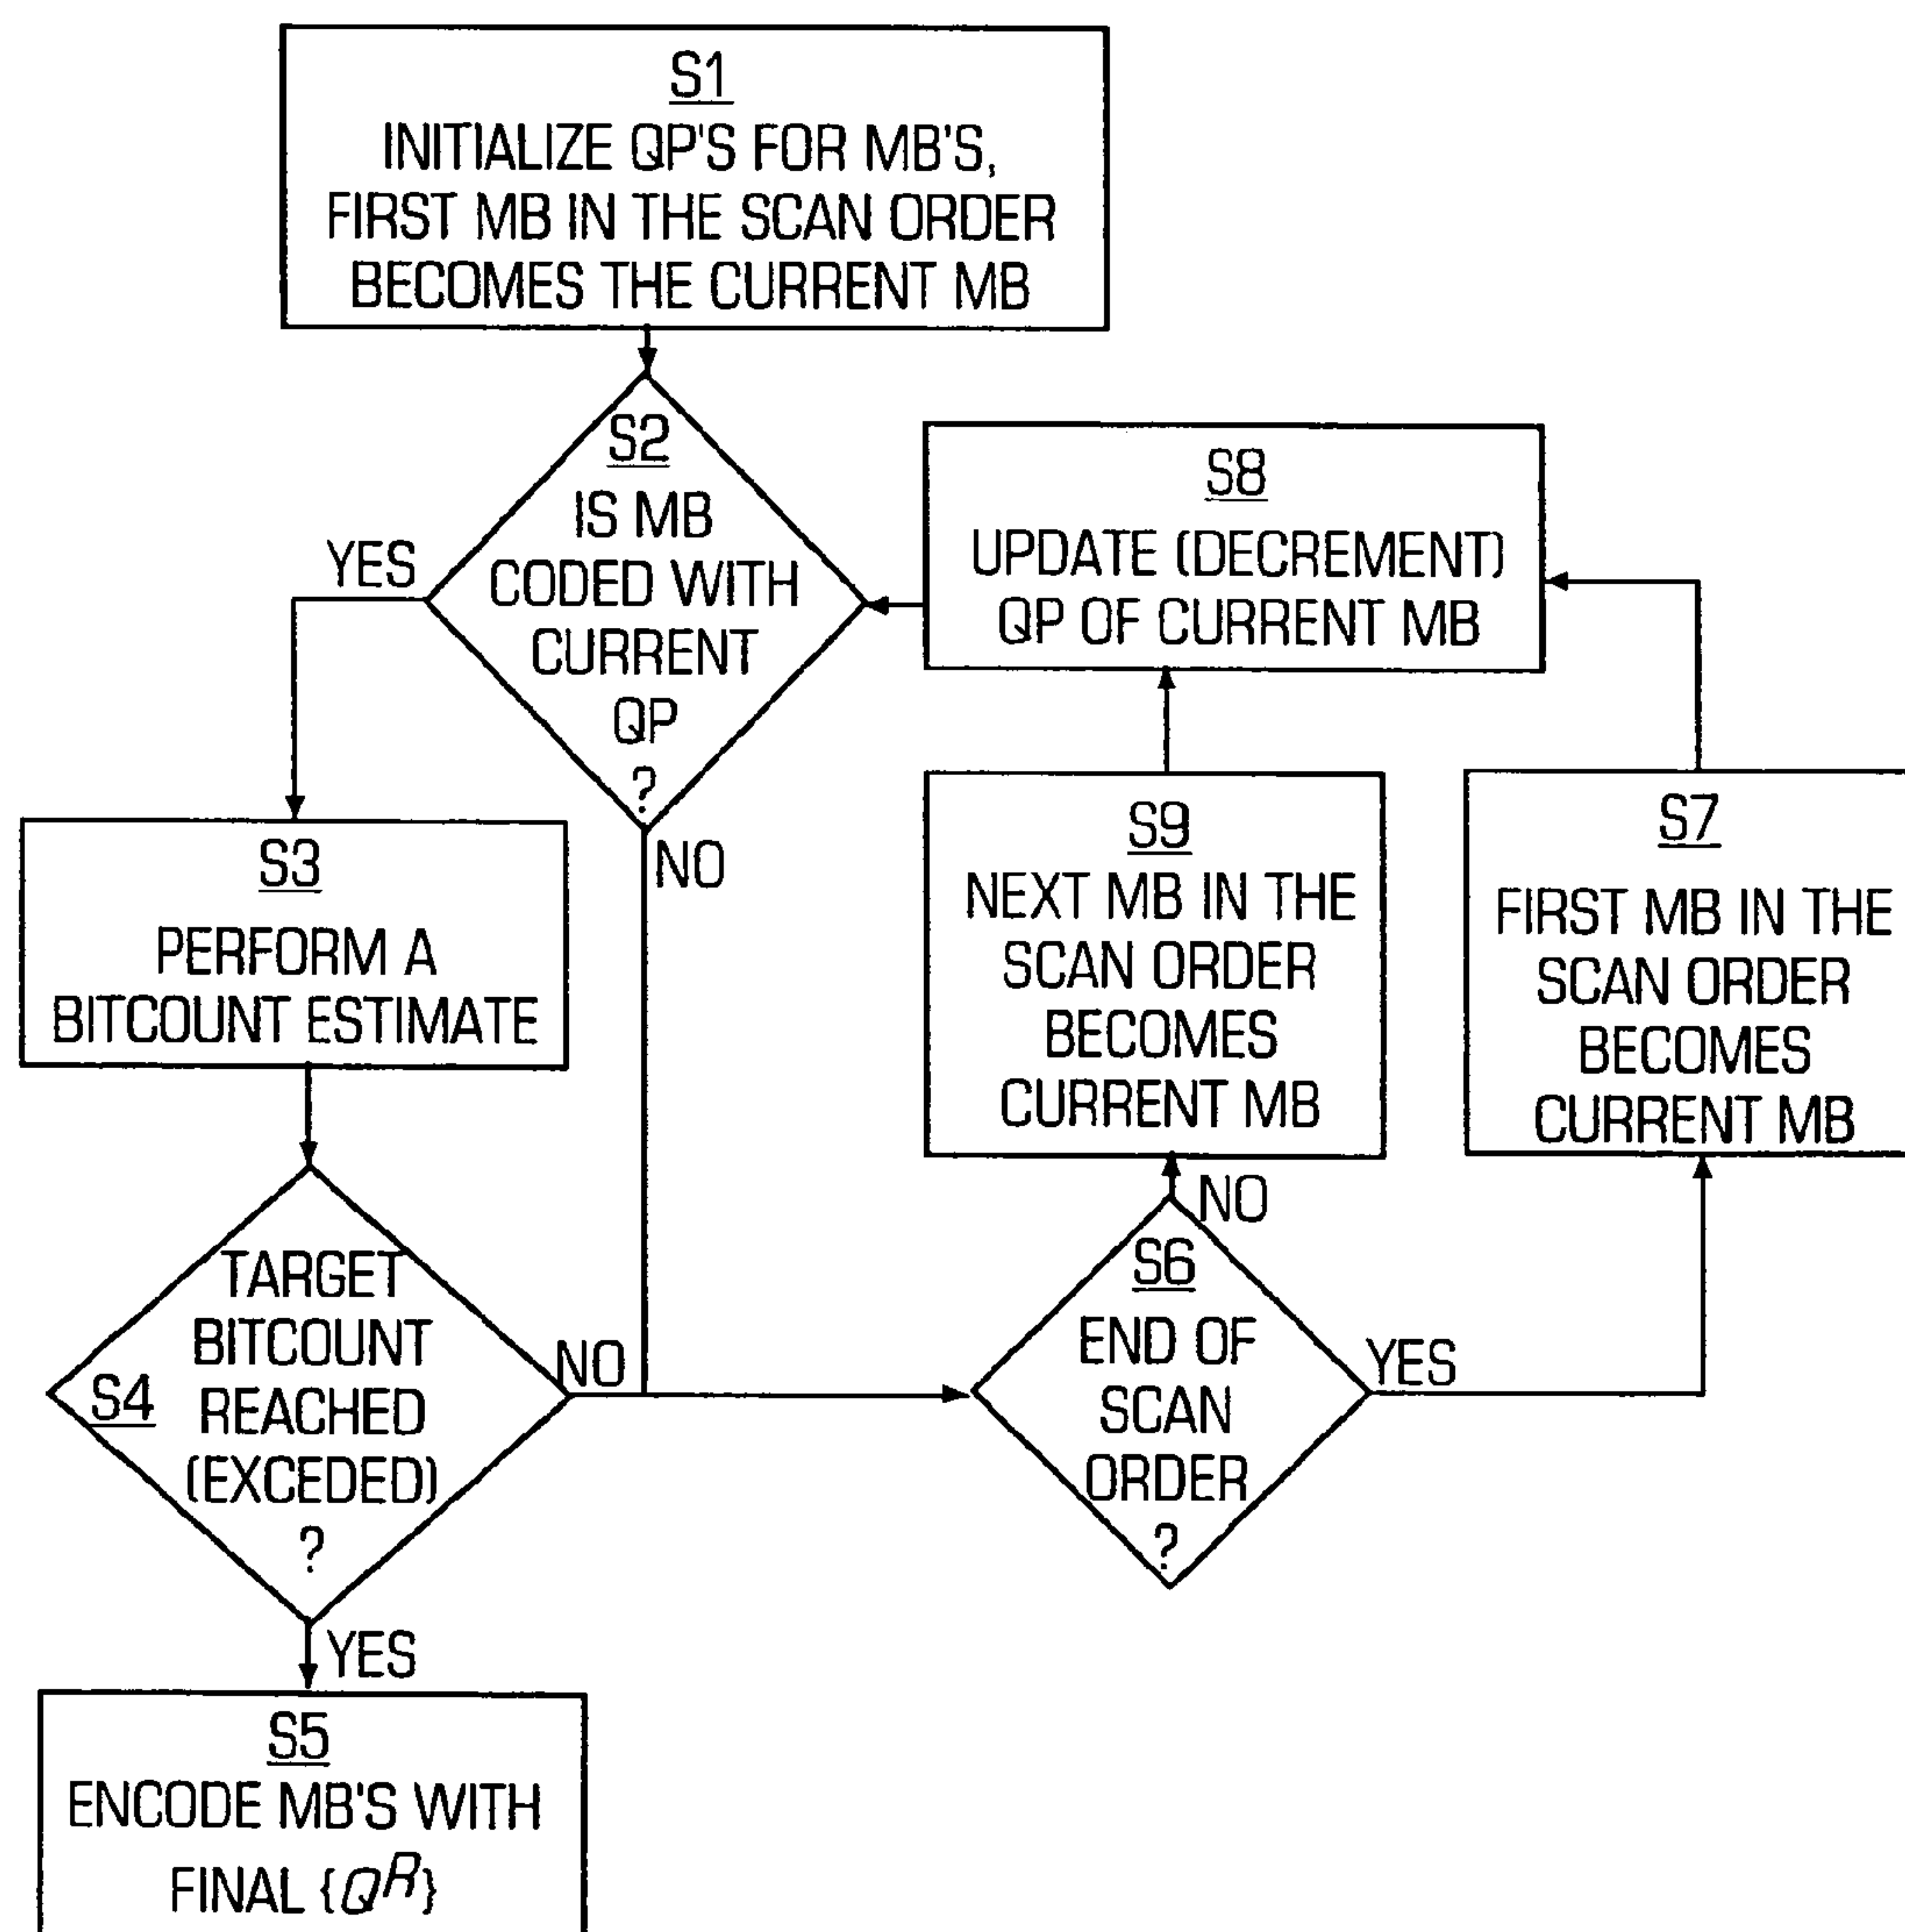 S1
INITIALIZE QP'S FOR MB'S,
FIRST MB IN THE SCAN ORDER
BECOMES THE CURRENT MB
S2
IS MB
CODED WITH
CURRENT
QP
?
YES
NO
S8
UPDATE (DECREMENT)
QP OF CURRENT MB
S3
PERFORM A
BITCOUNT ESTIMATE
S9
NEXT MB IN THE
SCAN ORDER
BECOMES
CURRENT MB
S7
FIRST MB IN THE
SCAN ORDER
BECOMES
CURRENT MB
S4
TARGET
BITCOUNT
REACHED
(EXCEDED)
?
NO
YES
S6
END OF
SCAN
ORDER
?
NO
YES
S5
ENCODE MB'S WITH
FINAL {Q^R}